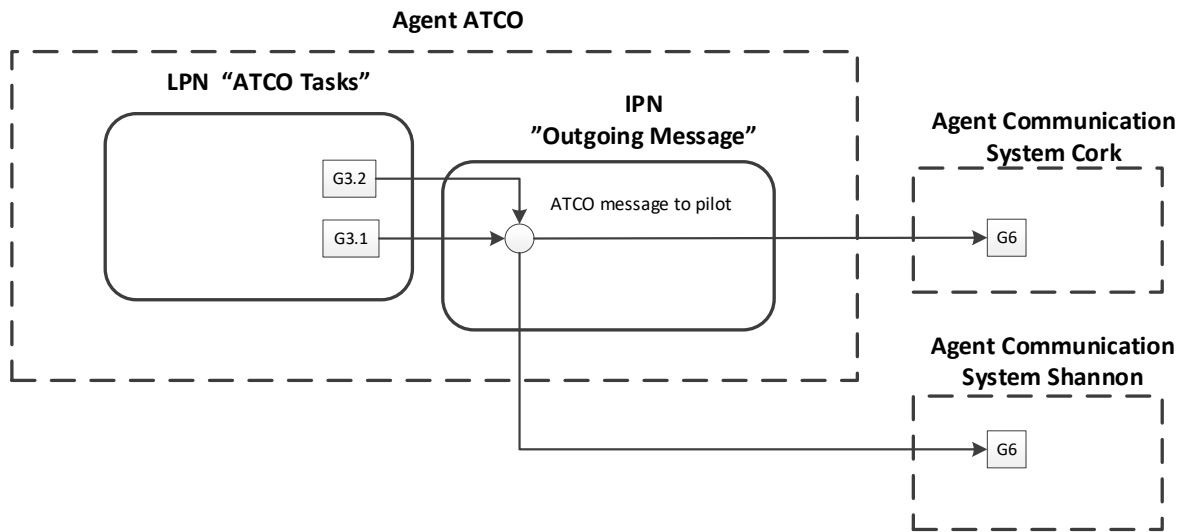 Agent ATCO
LPN “ATCO Tasks”
IPN
”Outgoing Message”
Agent Communication
System Cork
G3.2
ATCO message to pilot
G3.1
G6
Agent Communication
System Shannon
G6